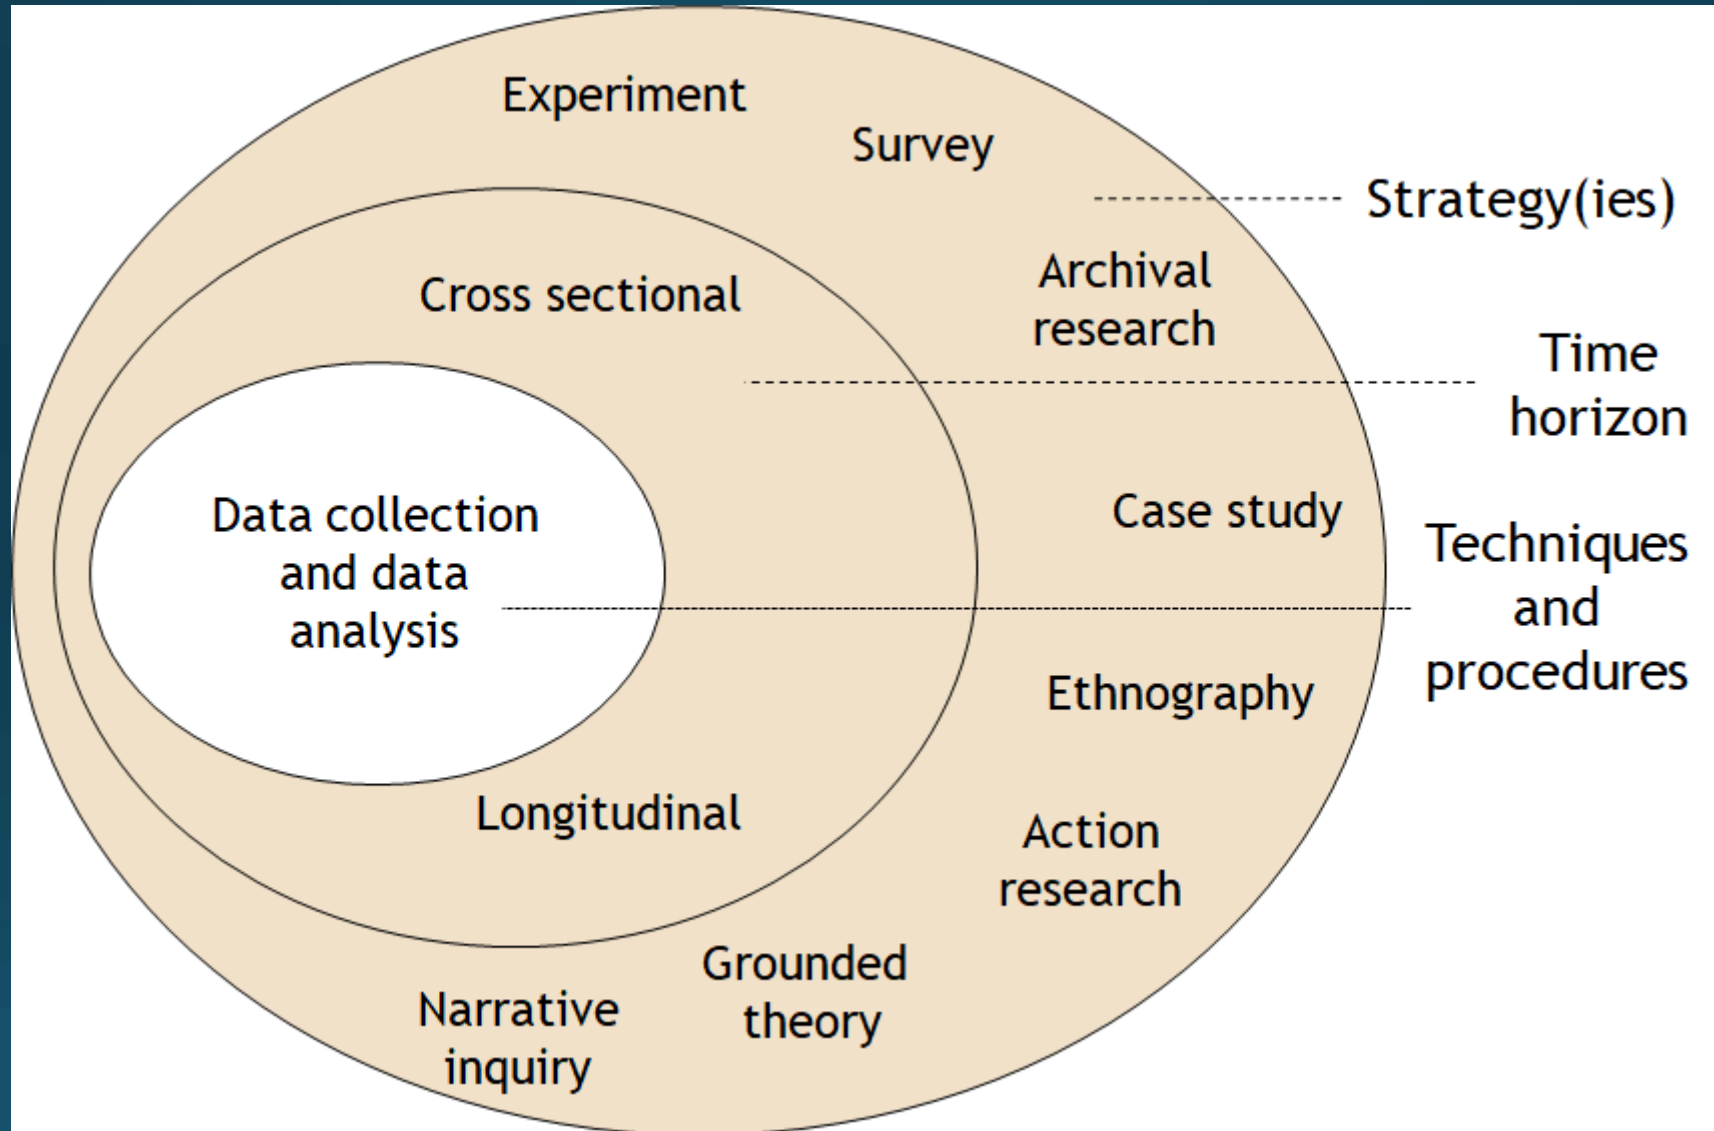 Experiment
Survey
Strategy(ies)
Archival
research
Cross sectional
Time
horizon
Case study
Data collection
and data
analysis
Techniques
and
procedures
Ethnography
Longitudinal
Action
research
Grounded
theory
Narrative
inquiry